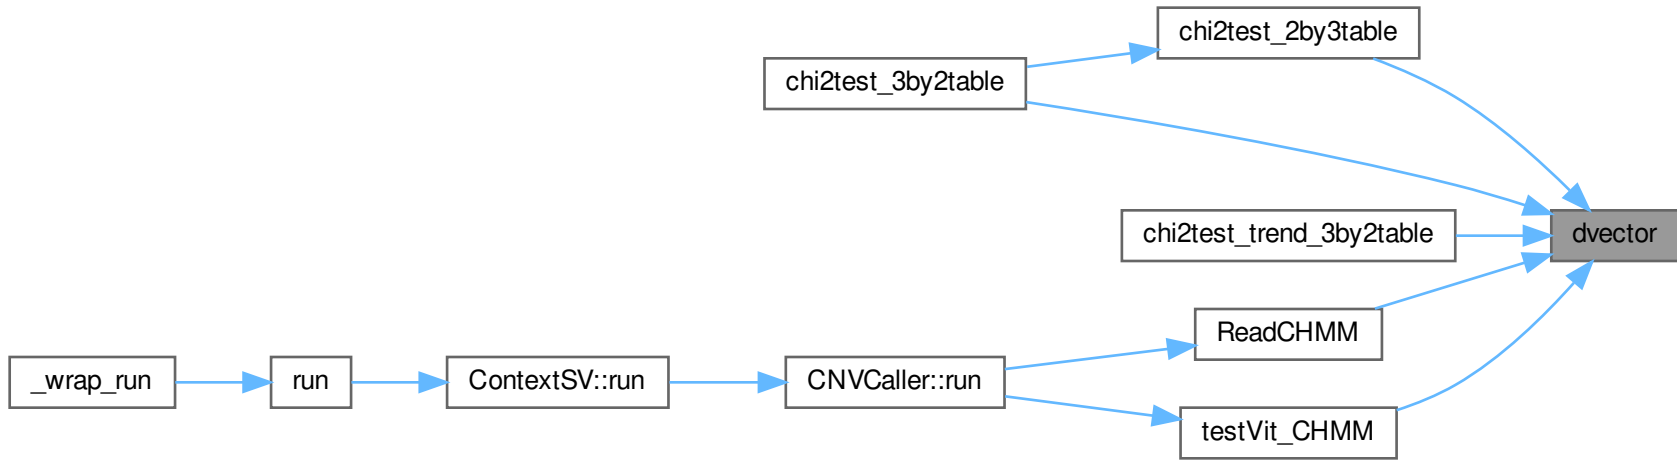 chi2test_2by3table
chi2test_3by2table
chi2test_trend_3by2table
dvector
ReadCHMM
_wrap_run
run
ContextSV::run
CNVCaller::run
testVit_CHMM